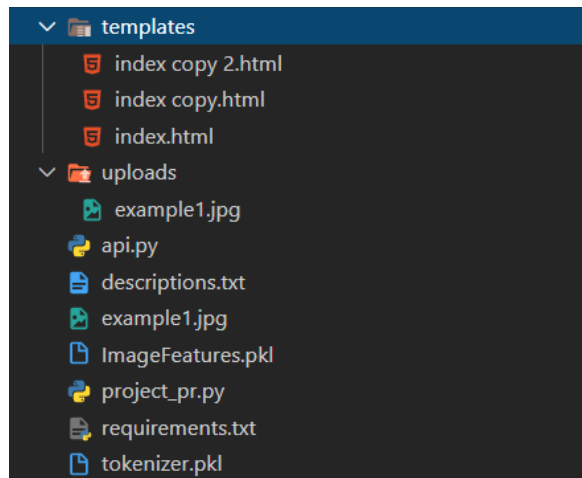 templates
index copy 2.html
index copy.html
index.html
uploads
example1.jpg
api.py
descriptions.txt
example1.jpg
ImageFeatures.pkl
project_pr.py
requirements.txt
tokenizer.pkl